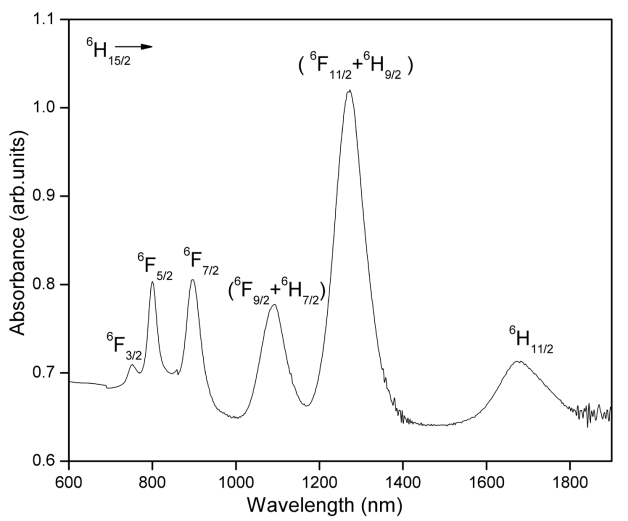 1.1
⁶H₁₅/₂
(⁶F₁₁/₂+⁶H₉/₂)
1.0
0.9
⁶F₅/₂
⁶F₇/₂
0.8
(⁶F₉/₂+⁶H₇/₂)
⁶F₃/₂
⁶H₁₁/₂
0.7
0.6
600 800 1000 1200 1400 1600 1800
Wavelength (nm)
Absorbance (arb.units)